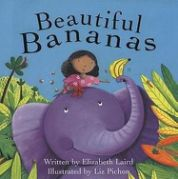 Beautiful
Bananas
Written by Elizabeth Laird
Illustrated by Liz Pichon